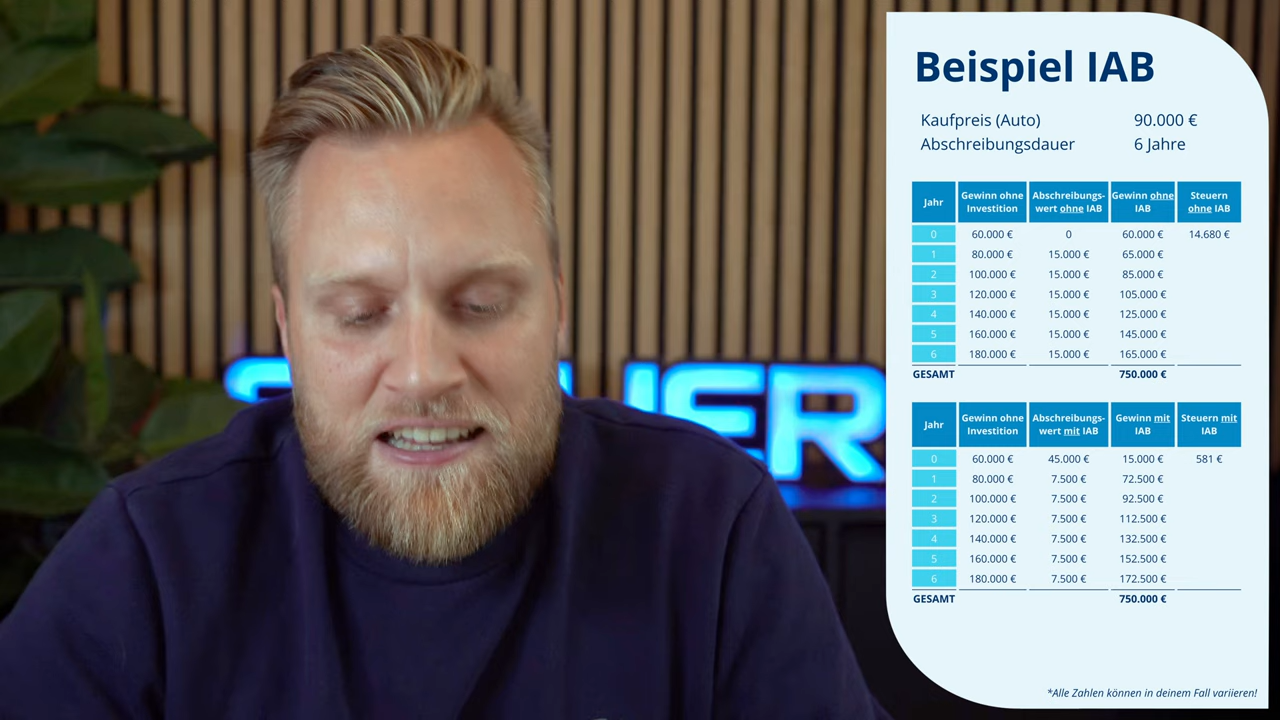 Beispiel IAB
Kaufpreis (Auto) 90.000 €
Abschreibungsdauer 6 Jahre
Jahr Gewinn ohne Investition Abschreibungs-wert ohne IAB Gewinn ohne IAB Steuern ohne IAB
0 60.000 € 0 60.000 € 14.680 €
1 80.000 € 15.000 € 65.000 €
2 100.000 € 15.000 € 85.000 €
3 120.000 € 15.000 € 105.000 €
4 140.000 € 15.000 € 125.000 €
5 160.000 € 15.000 € 145.000 €
6 180.000 € 15.000 € 165.000 €
GESAMT 750.000 €
Jahr Gewinn ohne Investition Abschreibungs-wert mit IAB Gewinn mit IAB Steuern mit IAB
0 60.000 € 45.000 € 15.000 € 581 €
1 80.000 € 7.500 € 72.500 €
2 100.000 € 7.500 € 92.500 €
3 120.000 € 7.500 € 112.500 €
4 140.000 € 7.500 € 132.500 €
5 160.000 € 7.500 € 152.500 €
6 180.000 € 7.500 € 172.500 €
GESAMT 750.000 €
*Alle Zahlen können in deinem Fall variieren!